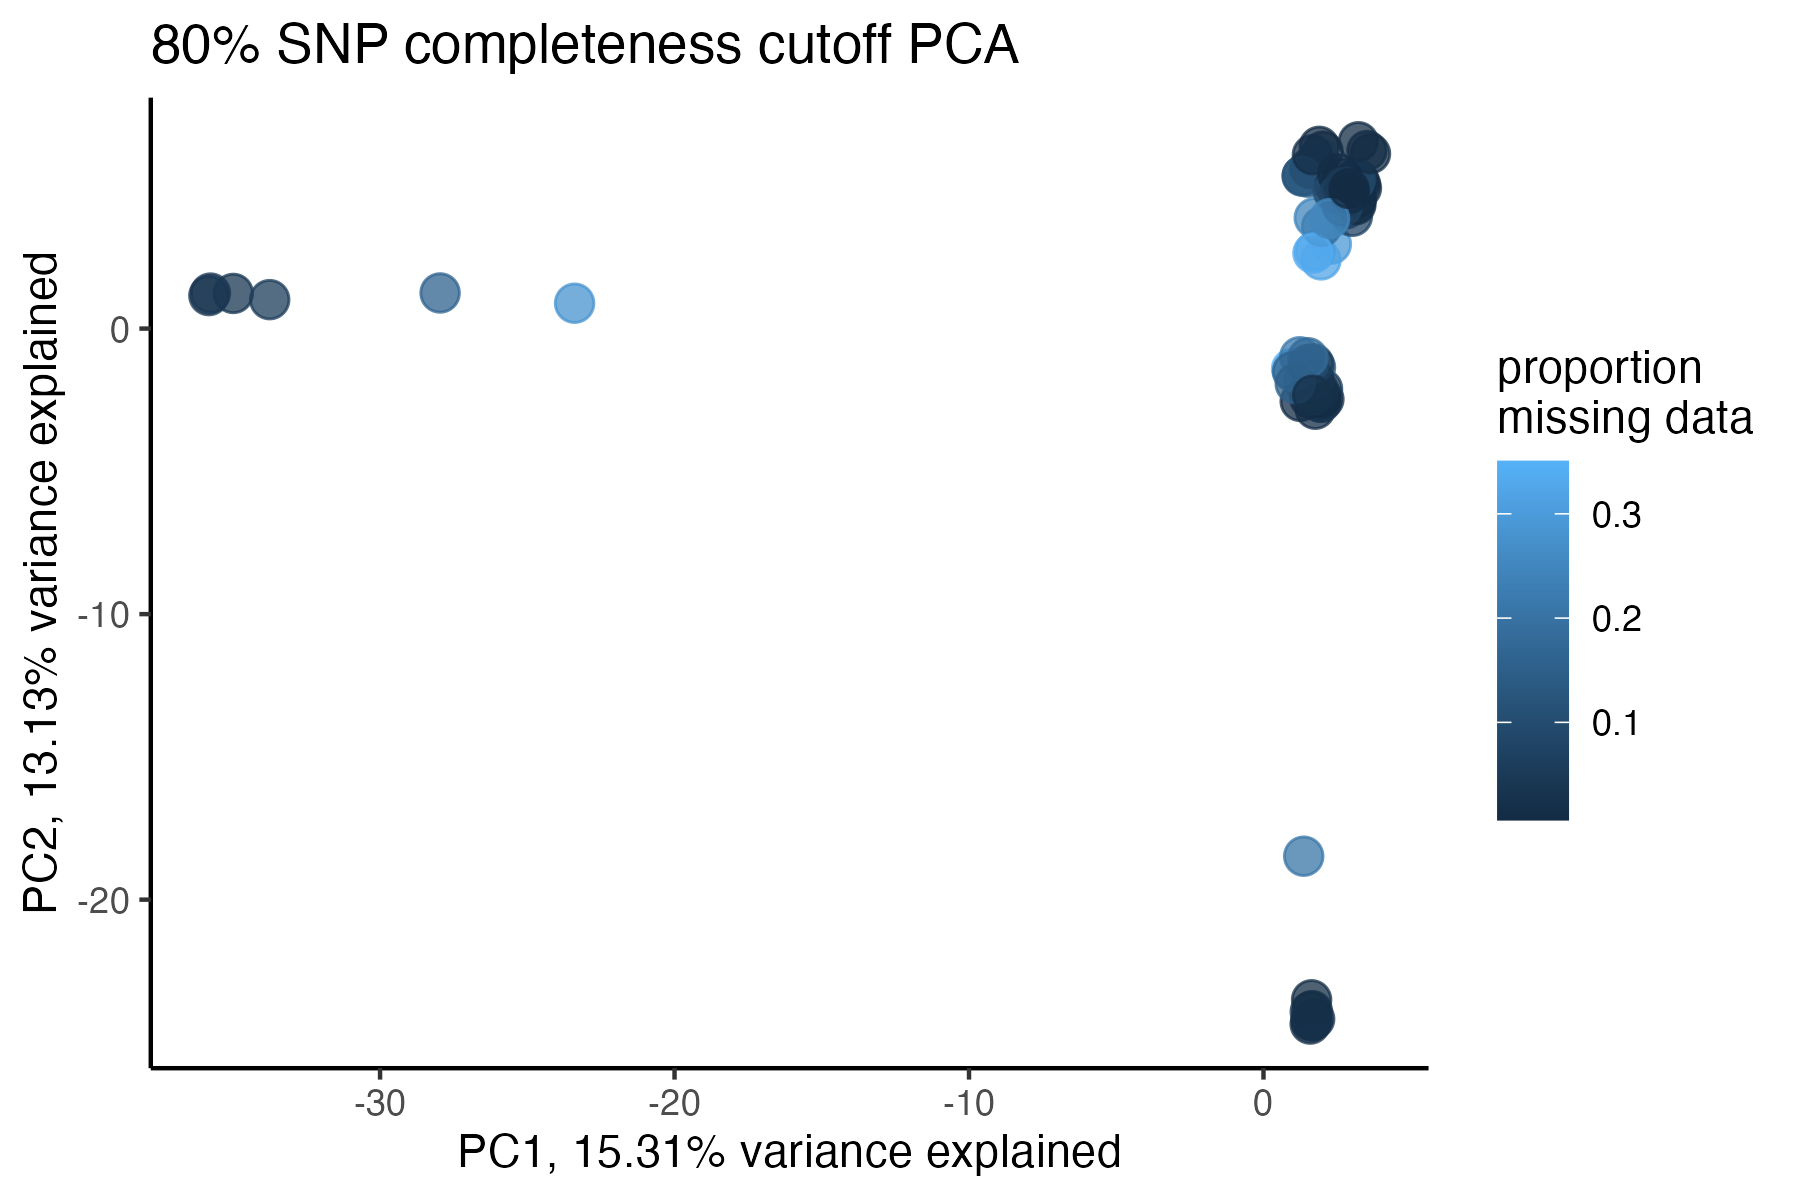 80% SNP completeness cutoff PCA
PC2, 13.13% variance explained
0
-10
-20
-30
-20
-10
0
PC1, 15.31% variance explained
proportion
missing data
0.3
0.2
0.1